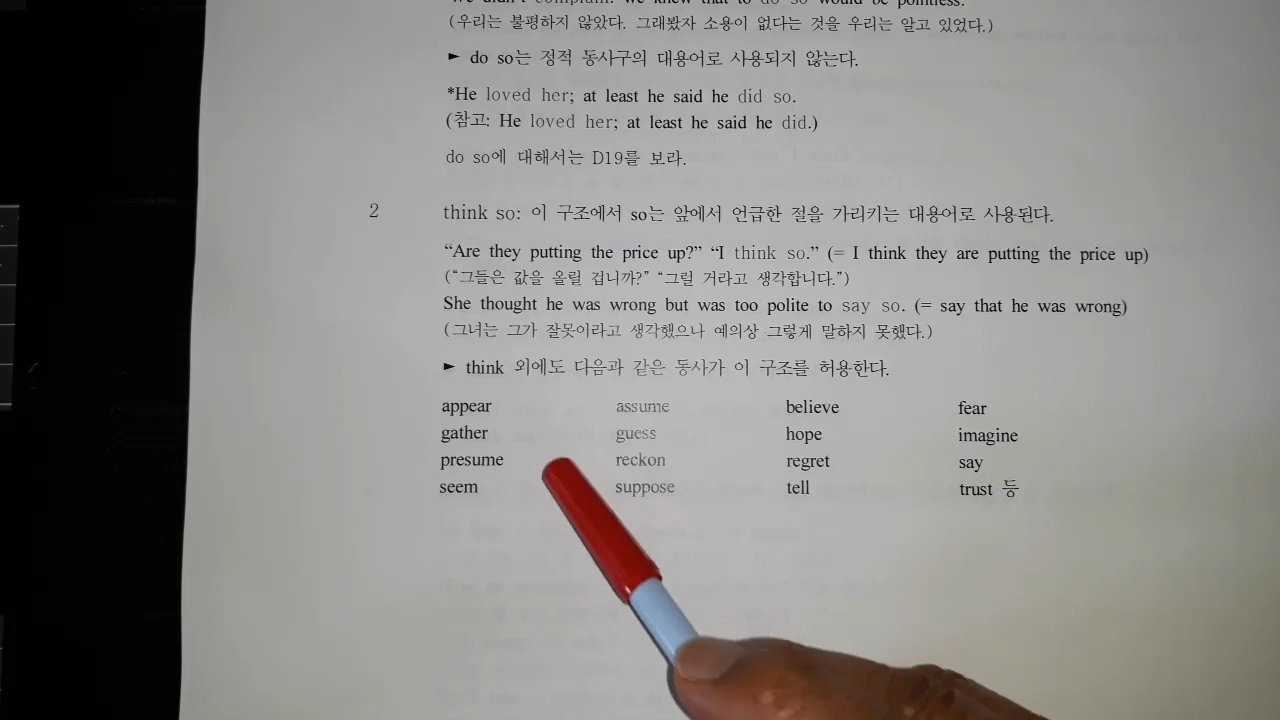 We didn't complain: we knew that to do so would be pointless.
(우리는 불평하지 않았다. 그래봤자 소용이 없다는 것을 우리는 알고 있었다.)
► do so는 정적 동사구의 대용어로 사용되지 않는다.
*He loved her; at least he said he did so.
(참고: He loved her; at least he said he did.)
do so에 대해서는 D19를 보라.
2 think so: 이 구조에서 so는 앞에서 언급한 절을 가리키는 대용어로 사용된다.
“Are they putting the price up?” “I think so.” (= I think they are putting the price up)
(“그들은 값을 올릴 겁니까?” “그럴 거라고 생각합니다.”)
She thought he was wrong but was too polite to say so. (= say that he was wrong)
(그녀는 그가 잘못이라고 생각했으나 예의상 그렇게 말하지 못했다.)
► think 외에도 다음과 같은 동사가 이 구조를 허용한다.
appear assume believe fear
gather guess hope imagine
presume reckon regret say
seem suppose tell trust 등